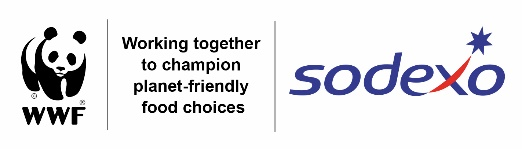 Working together
to champion
planet-friendly
food choices
© ®
WWF
sodexo